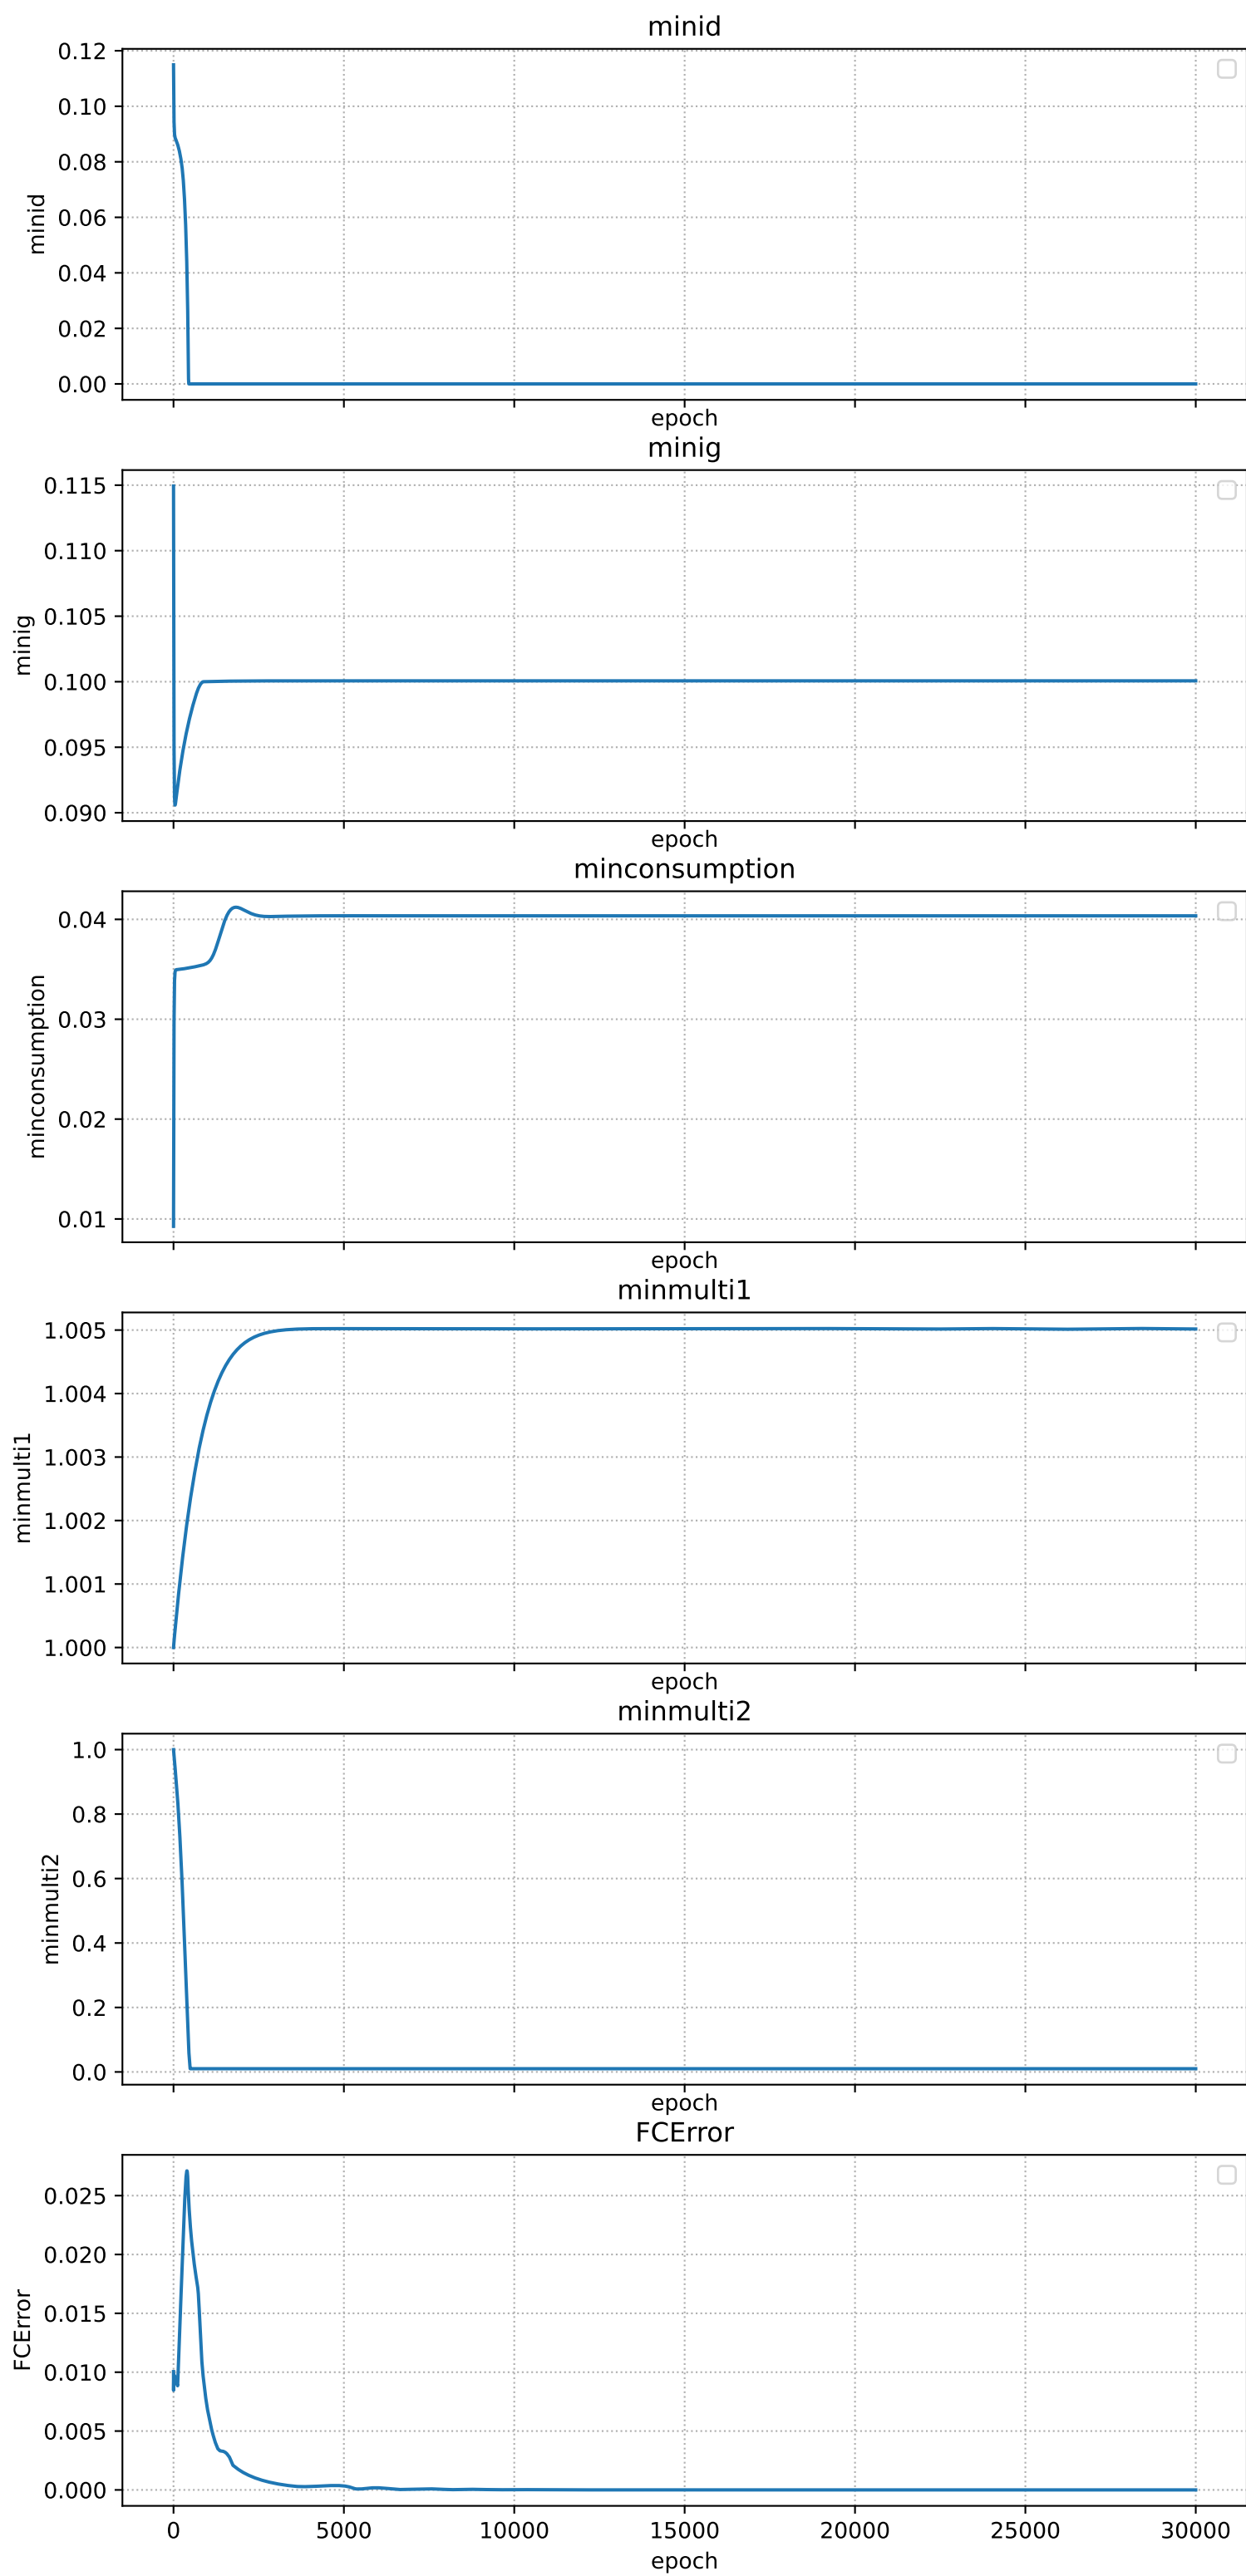 minid
0.12
0.10
0.08
0.06
0.04
0.02
0.00
minid
epoch
minig
0.115
0.110
0.105
0.100
0.095
0.090
minig
epoch
minconsumption
0.04
0.03
0.02
0.01
minconsumption
epoch
minmulti1
1.005
1.004
1.003
1.002
1.001
1.000
minmulti1
epoch
minmulti2
1.0
0.8
0.6
0.4
0.2
0.0
minmulti2
epoch
FCError
0.025
0.020
0.015
0.010
0.005
0.000
FCError
0 5000 10000 15000 20000 25000 30000
epoch